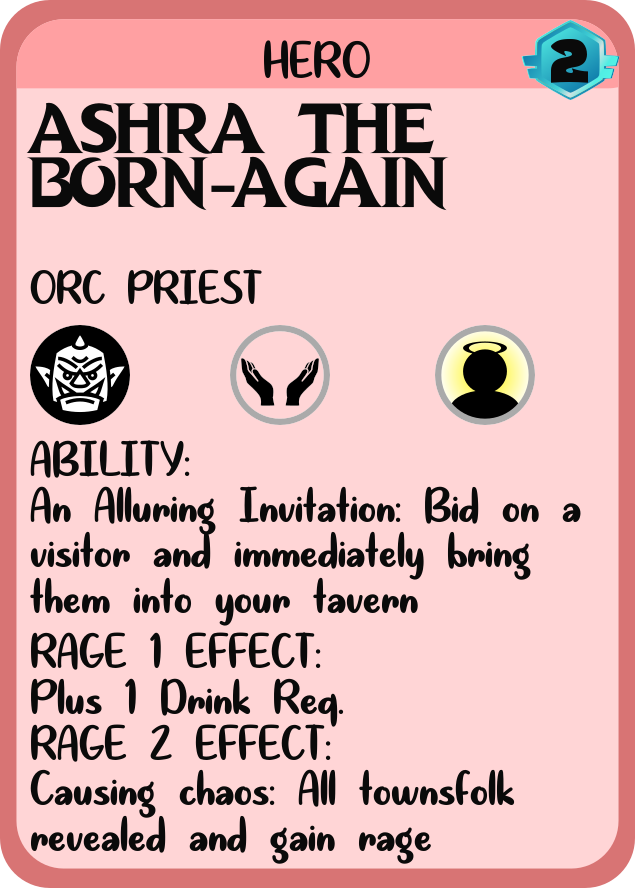 HERO
2
ASHRA THE
BORN-AGAIN
ORC PRIEST
ABILITY:
An Alluring Invitation: Bid on a
visitor and immediately bring
them into your tavern
RAGE 1 EFFECT:
Plus 1 Drink Req.
RAGE 2 EFFECT:
Causing chaos: All townsfolk
revealed and gain rage